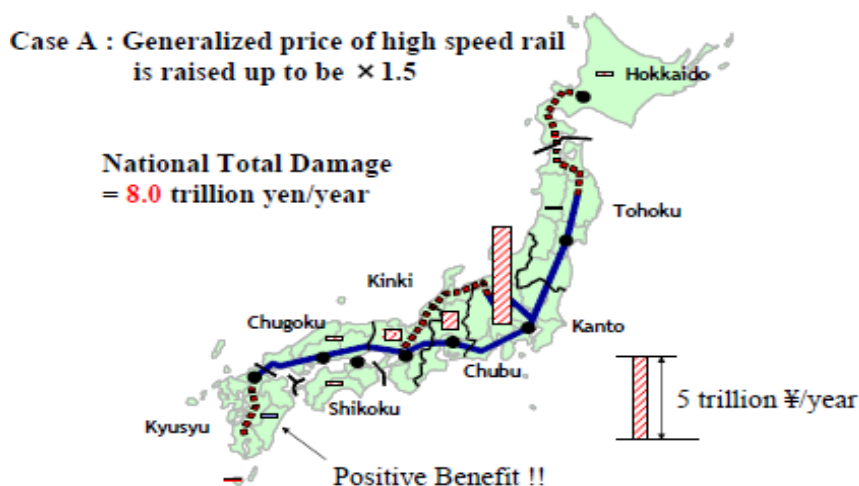 Case A : Generalized price of high speed rail
is raised up to be ×1.5
Hokkaido
National Total Damage
= 8.0 trillion yen/year
Tohoku
Kinki
Chugoku
Kanto
Chubu
Shikoku
Kyusyu
5 trillion ¥/year
Positive Benefit !!